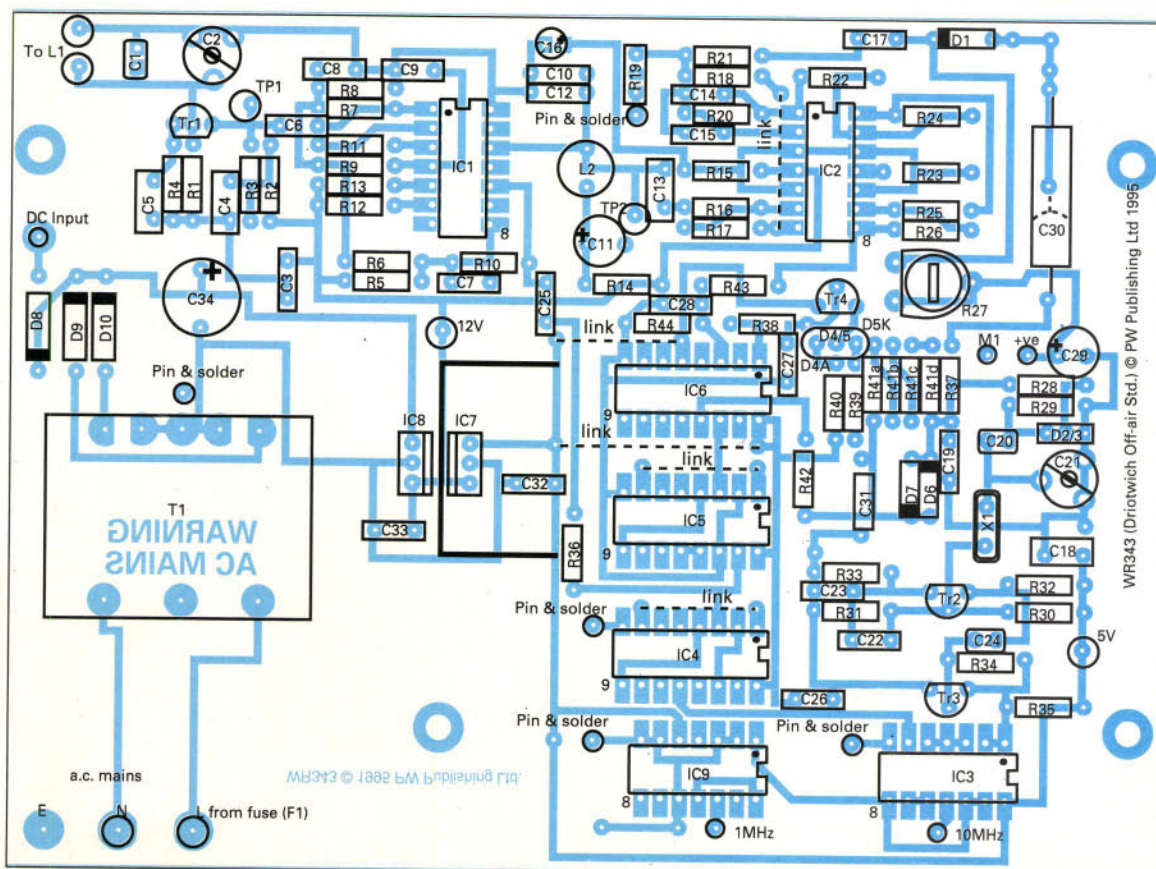 To L1
C1
C2
C8
C9
C16
C10
C12
R19
R21
R18
C14
R20
C15
C17
D1
R22
TP1
R8
R7
C6
Tr1
R11
R9
R13
R12
IC1
8
Pin & solder
link
IC2
8
R24
R23
R25
R26
C5
R4
R1
C4
R3
R2
L2
C13
R15
R16
R17
TP2
C11
C30
DC Input
C34
C3
R6
R5
R10
C7
C25
R14
C28
R43
R44
Tr4
R38
R27
D8
D9
D10
12V
link
C27
D5K
D4/5
D4A
M1
+ve
C29
Pin & solder
IC8
IC7
IC6
9
R40
R39
R41a
R41b
R41c
R41d
R37
R28
R29
D2/3
C20
C21
link
link
R42
C31
D7
D6
C19
X1
C18
T1
WARNING
AC MAINS
C33
C32
R36
IC5
9
Pin & solder
link
IC4
9
R33
C23
R31
C22
Tr2
R32
R30
C24
R34
Tr3
5V
C26
R35
Pin & solder
Pin & solder
IC9
8
IC3
8
1MHz
10MHz
WR343 © 1995 PW Publishing Ltd.
a.c. mains
E
N
L from fuse (F1)
WR343 (Driotwich Off-air Std.) © PW Publishing Ltd 1995